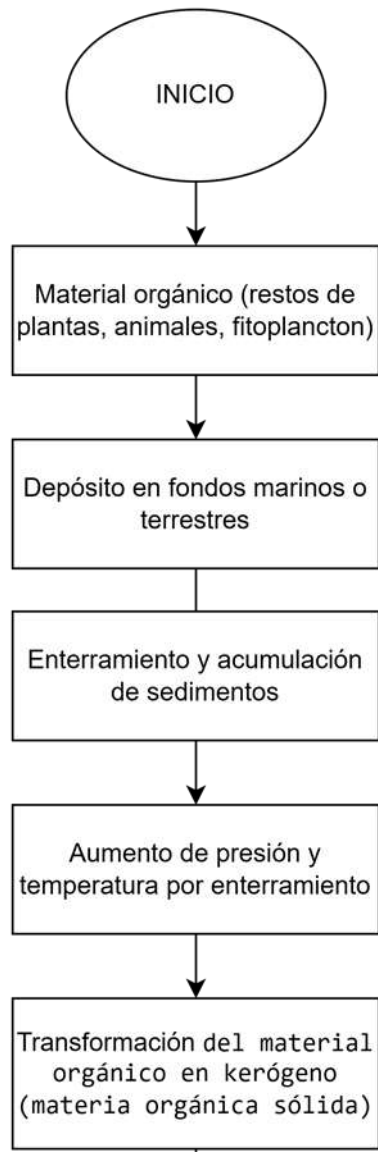 INICIO
Material orgánico (restos de
plantas, animales, fitoplancton)
Depósito en fondos marinos o
terrestres
Enterramiento y acumulación
de sedimentos
Aumento de presión y
temperatura por enterramiento
Transformación del material
orgánico en kerógeno
(materia orgánica sólida)